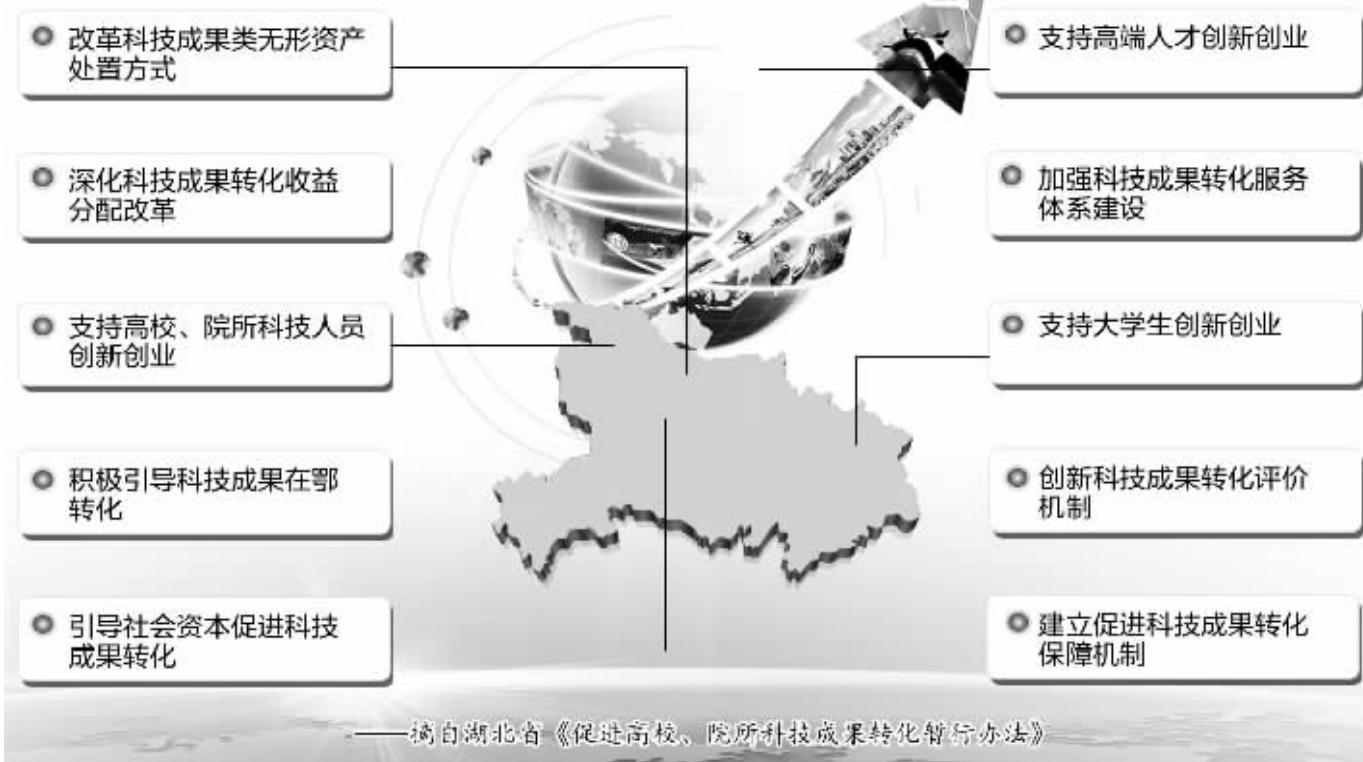 改革科技成果类无形资产
处置方式
深化科技成果转化收益
分配改革
支持高校、院所科技人员
创新创业
积极引导科技成果在鄂
转化
引导社会资本促进科技
成果转化
支持高端人才创新创业
加强科技成果转化服务
体系建设
支持大学生创新创业
创新科技成果转化评价
机制
建立促进科技成果转化
保障机制
——摘自湖北省《促进高校、院所科技成果转化暂行办法》